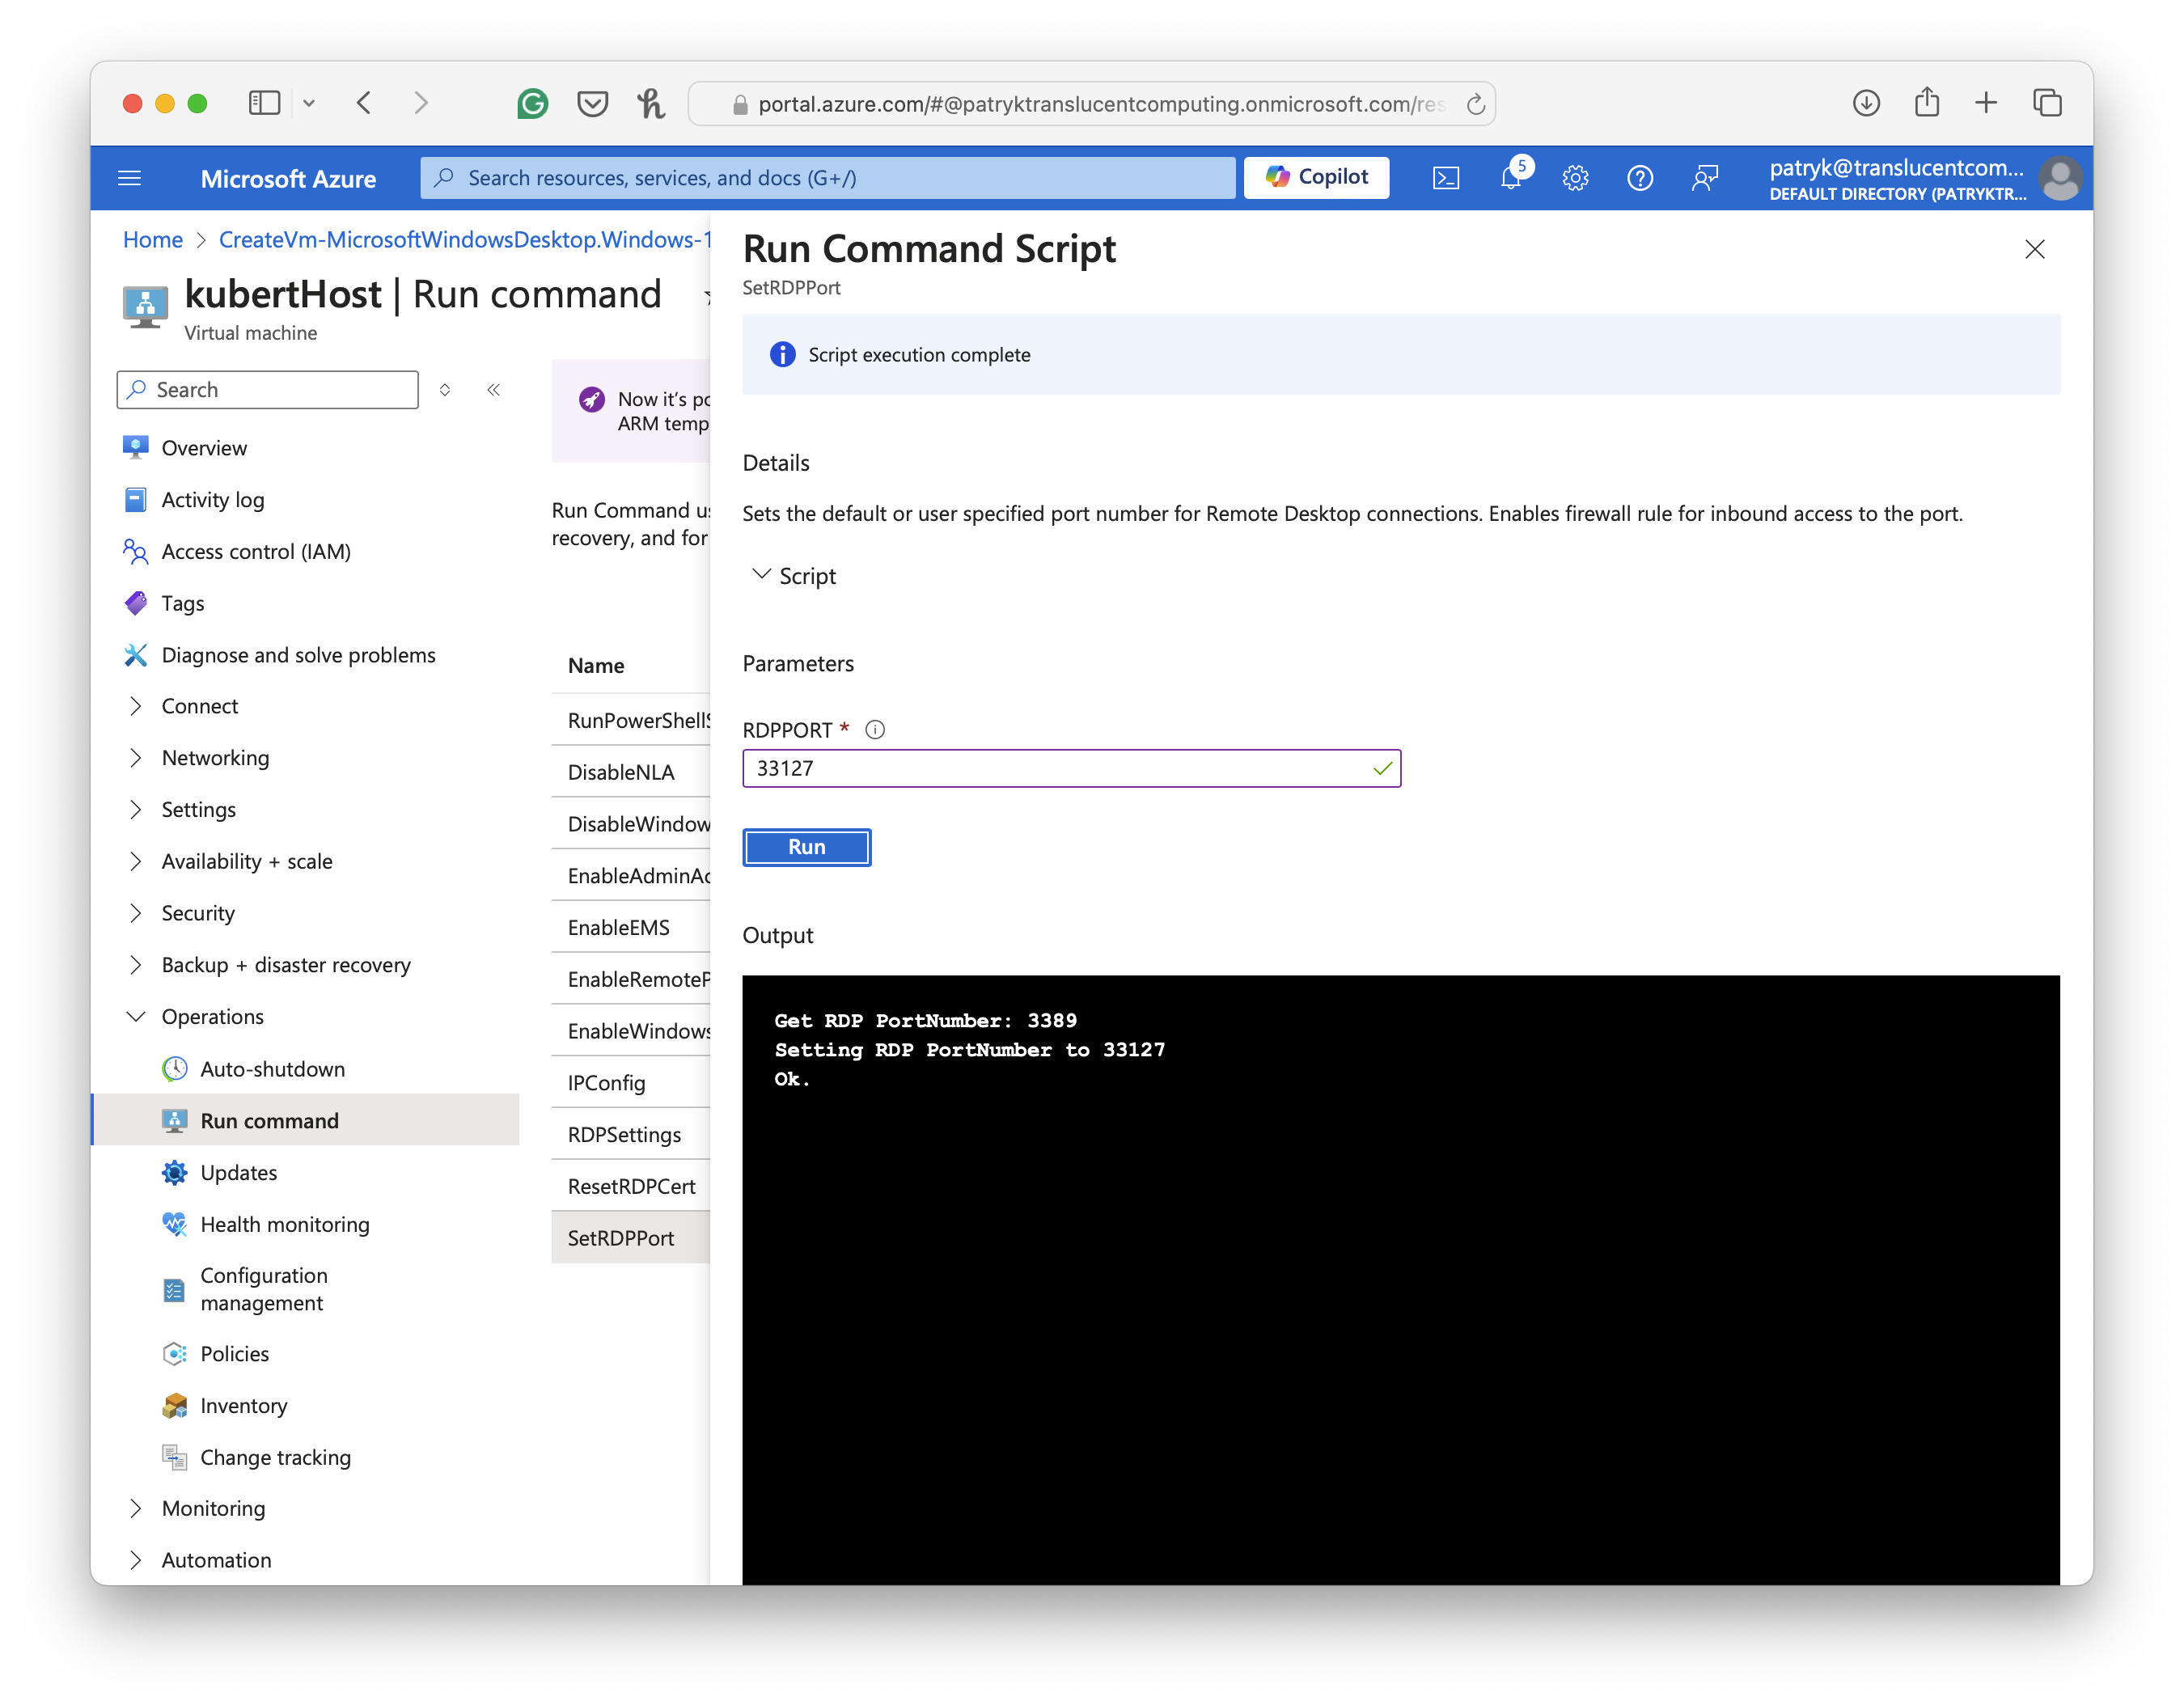 portal.azure.com/#@patryktranslucentcomputing.onmicrosoft.com/res
Microsoft Azure
Search resources, services, and docs (G+/)
Copilot
5
patryk@translucentcom...
DEFAULT DIRECTORY (PATRYKTR...
Home > CreateVm-MicrosoftWindowsDesktop.Windows-1
kubertHost | Run command
Virtual machine
Search
Overview
Activity log
Access control (IAM)
Tags
Diagnose and solve problems
Connect
Networking
Settings
Availability + scale
Security
Backup + disaster recovery
Operations
Auto-shutdown
Run command
Updates
Health monitoring
Configuration
management
Policies
Inventory
Change tracking
Monitoring
Automation
Now it's po
ARM temp
Run Command us
recovery, and for
Name
RunPowerShellS
DisableNLA
DisableWindow
EnableAdminAc
EnableEMS
EnableRemoteP
EnableWindows
IPConfig
RDPSettings
ResetRDPCert
SetRDPPort
Run Command Script
SetRDPPort
Script execution complete
Details
Sets the default or user specified port number for Remote Desktop connections. Enables firewall rule for inbound access to the port.
Script
Parameters
RDPPORT *
33127
Run
Output
Get RDP PortNumber: 3389
Setting RDP PortNumber to 33127
Ok.